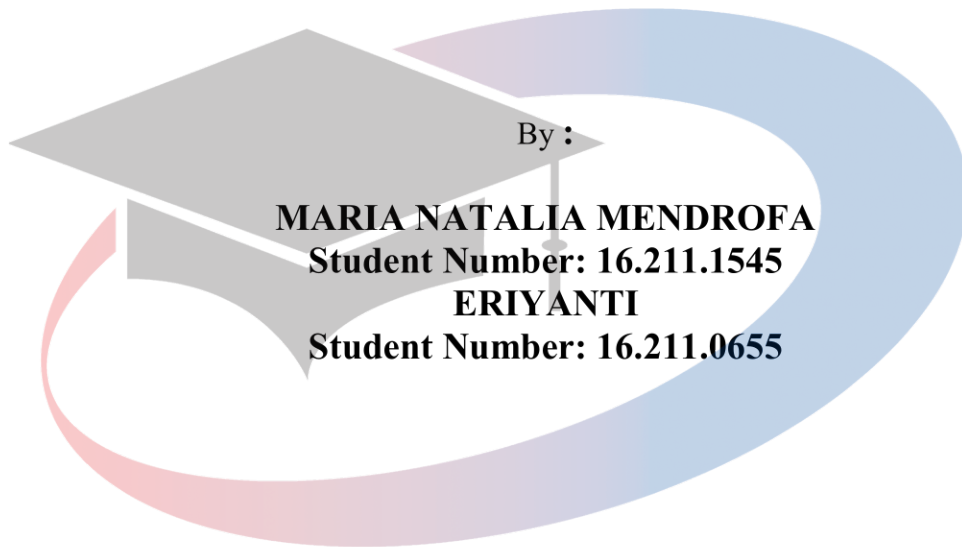 By :
MARIA NATALIA MENDROFA
Student Number: 16.211.1545
ERIYANTI
Student Number: 16.211.0655